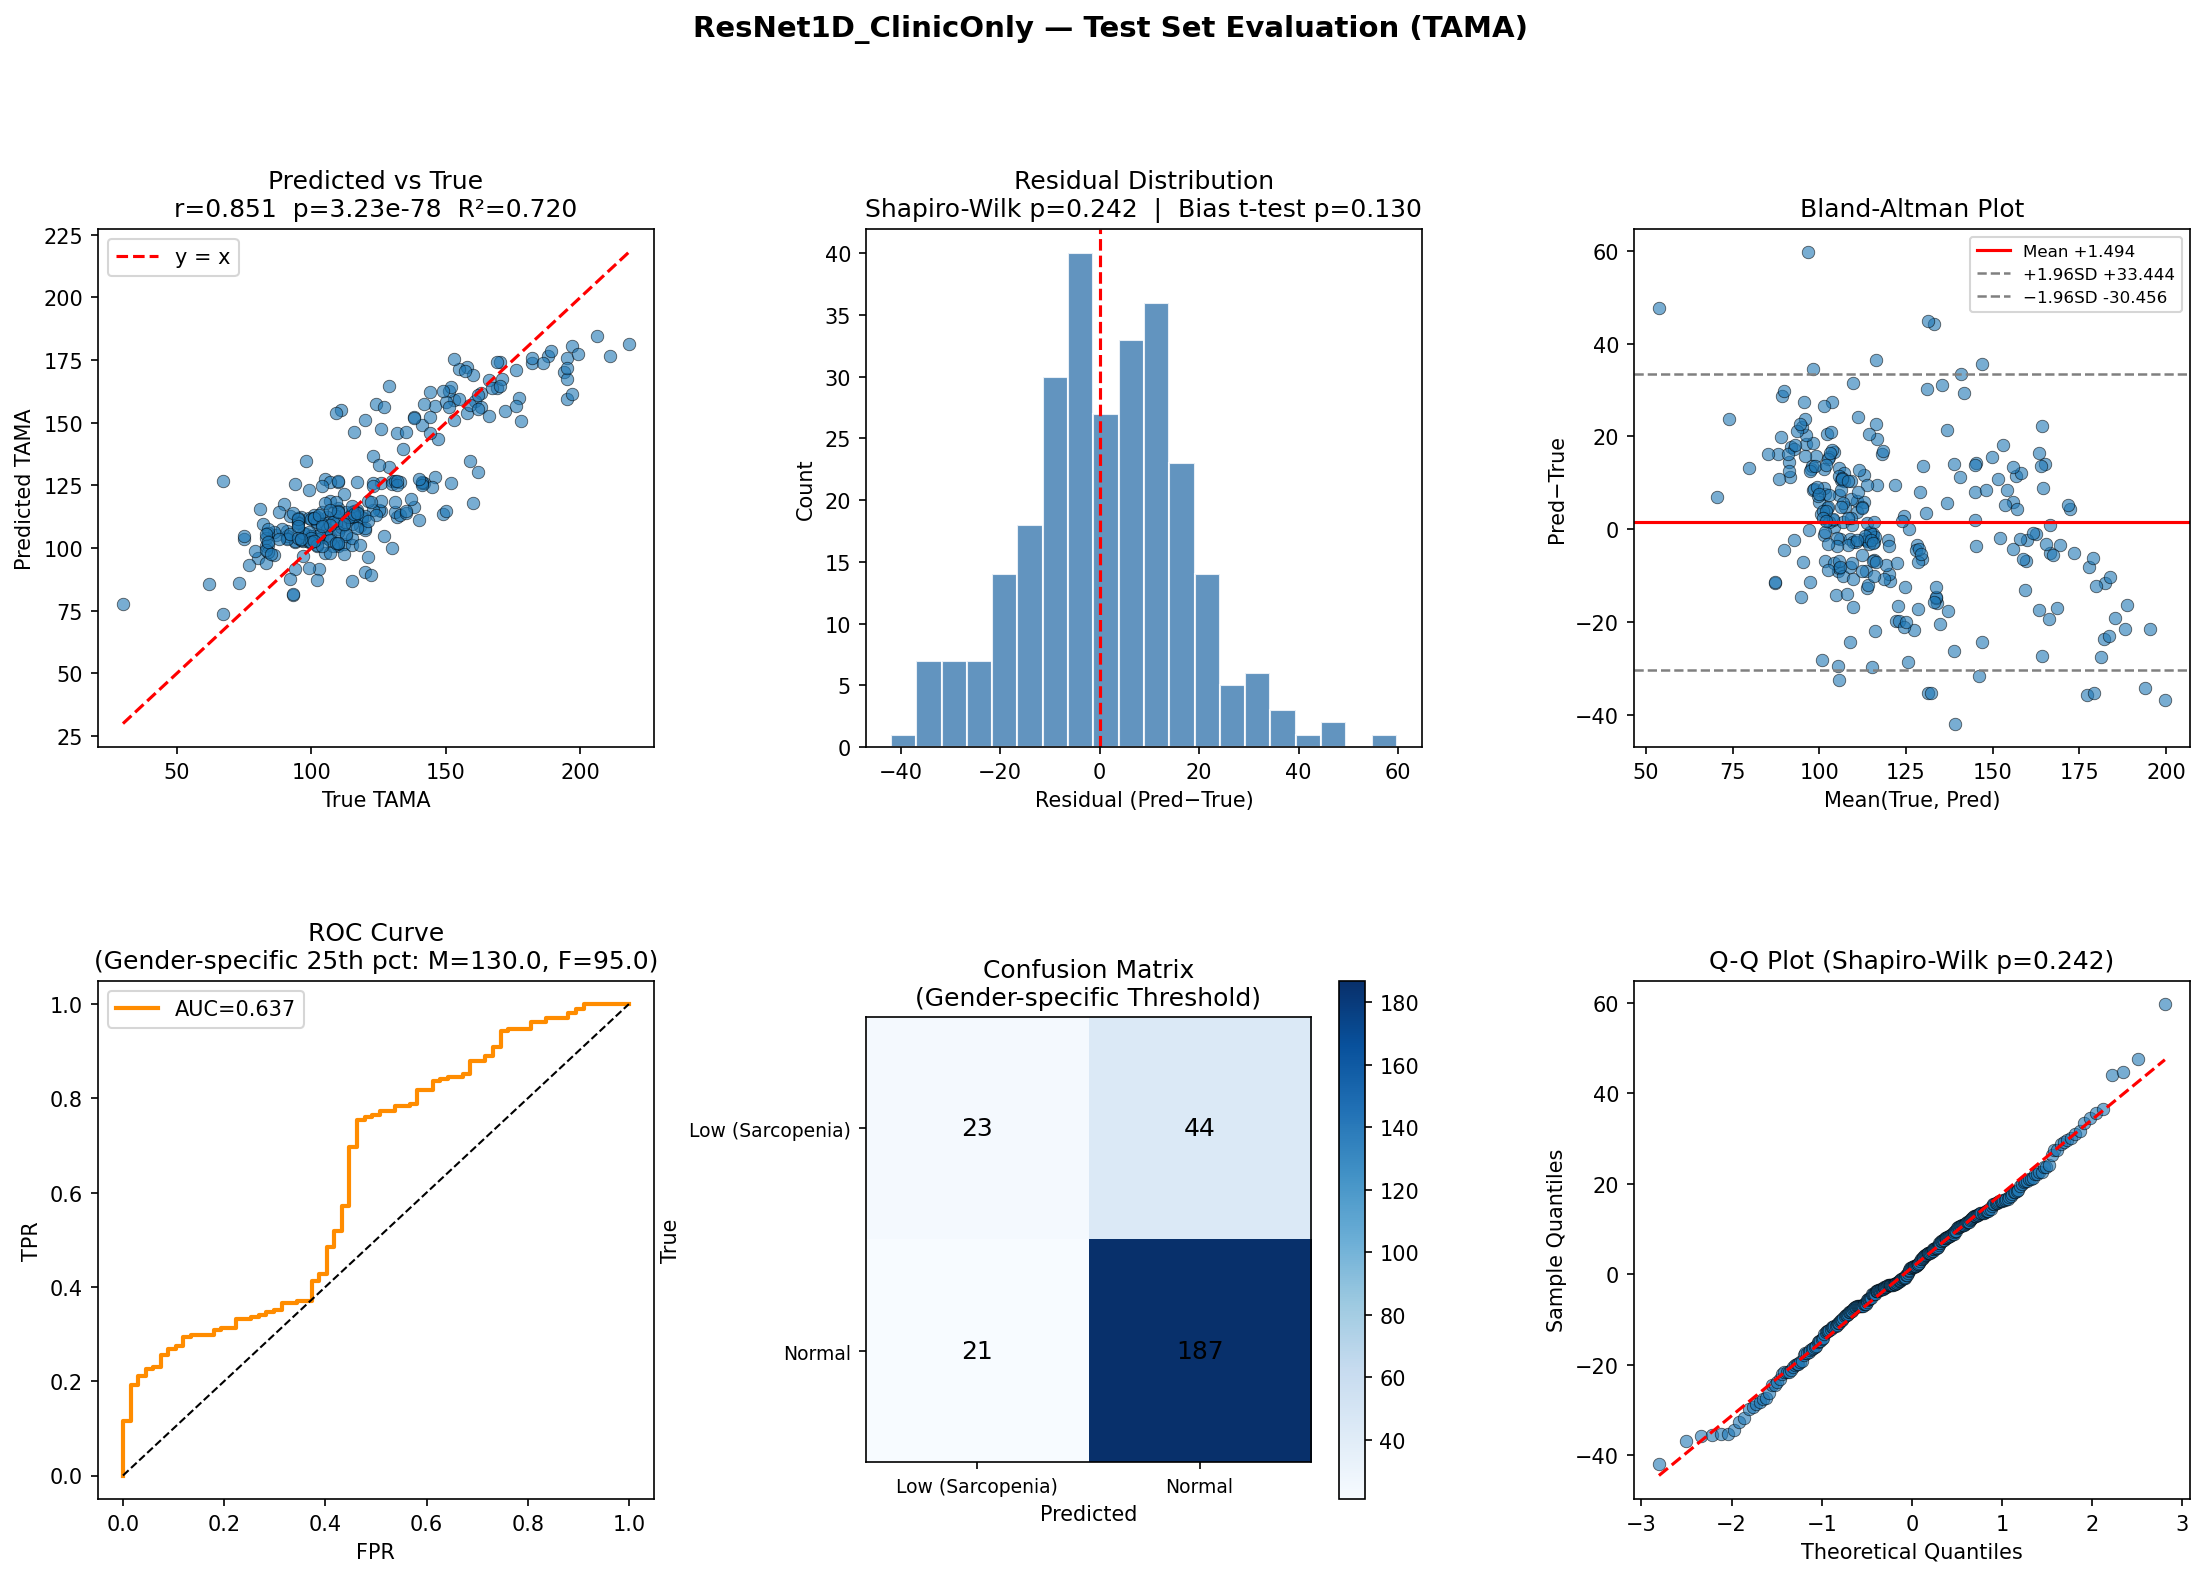 ResNet1D_ClinicOnly — Test Set Evaluation (TAMA)
Predicted vs True
r=0.851  p=3.23e-78  R²=0.720
y = x
225
200
175
150
125
100
75
50
25
50
100
150
200
Predicted TAMA
True TAMA
Residual Distribution
Shapiro-Wilk p=0.242  |  Bias t-test p=0.130
40
35
30
25
20
15
10
5
0
−40
−20
0
20
40
60
Count
Residual (Pred−True)
Bland-Altman Plot
Mean +1.494
+1.96SD +33.444
−1.96SD -30.456
60
40
20
0
−20
−40
50
75
100
125
150
175
200
Pred−True
Mean(True, Pred)
ROC Curve
(Gender-specific 25th pct: M=130.0, F=95.0)
AUC=0.637
1.0
0.8
0.6
0.4
0.2
0.0
0.0
0.2
0.4
0.6
0.8
1.0
TPR
FPR
Confusion Matrix
(Gender-specific Threshold)
True
Low (Sarcopenia)
23
44
Normal
21
187
Low (Sarcopenia)
Normal
Predicted
180
160
140
120
100
80
60
40
Q-Q Plot (Shapiro-Wilk p=0.242)
60
40
20
0
−20
−40
−3
−2
−1
0
1
2
3
Sample Quantiles
Theoretical Quantiles